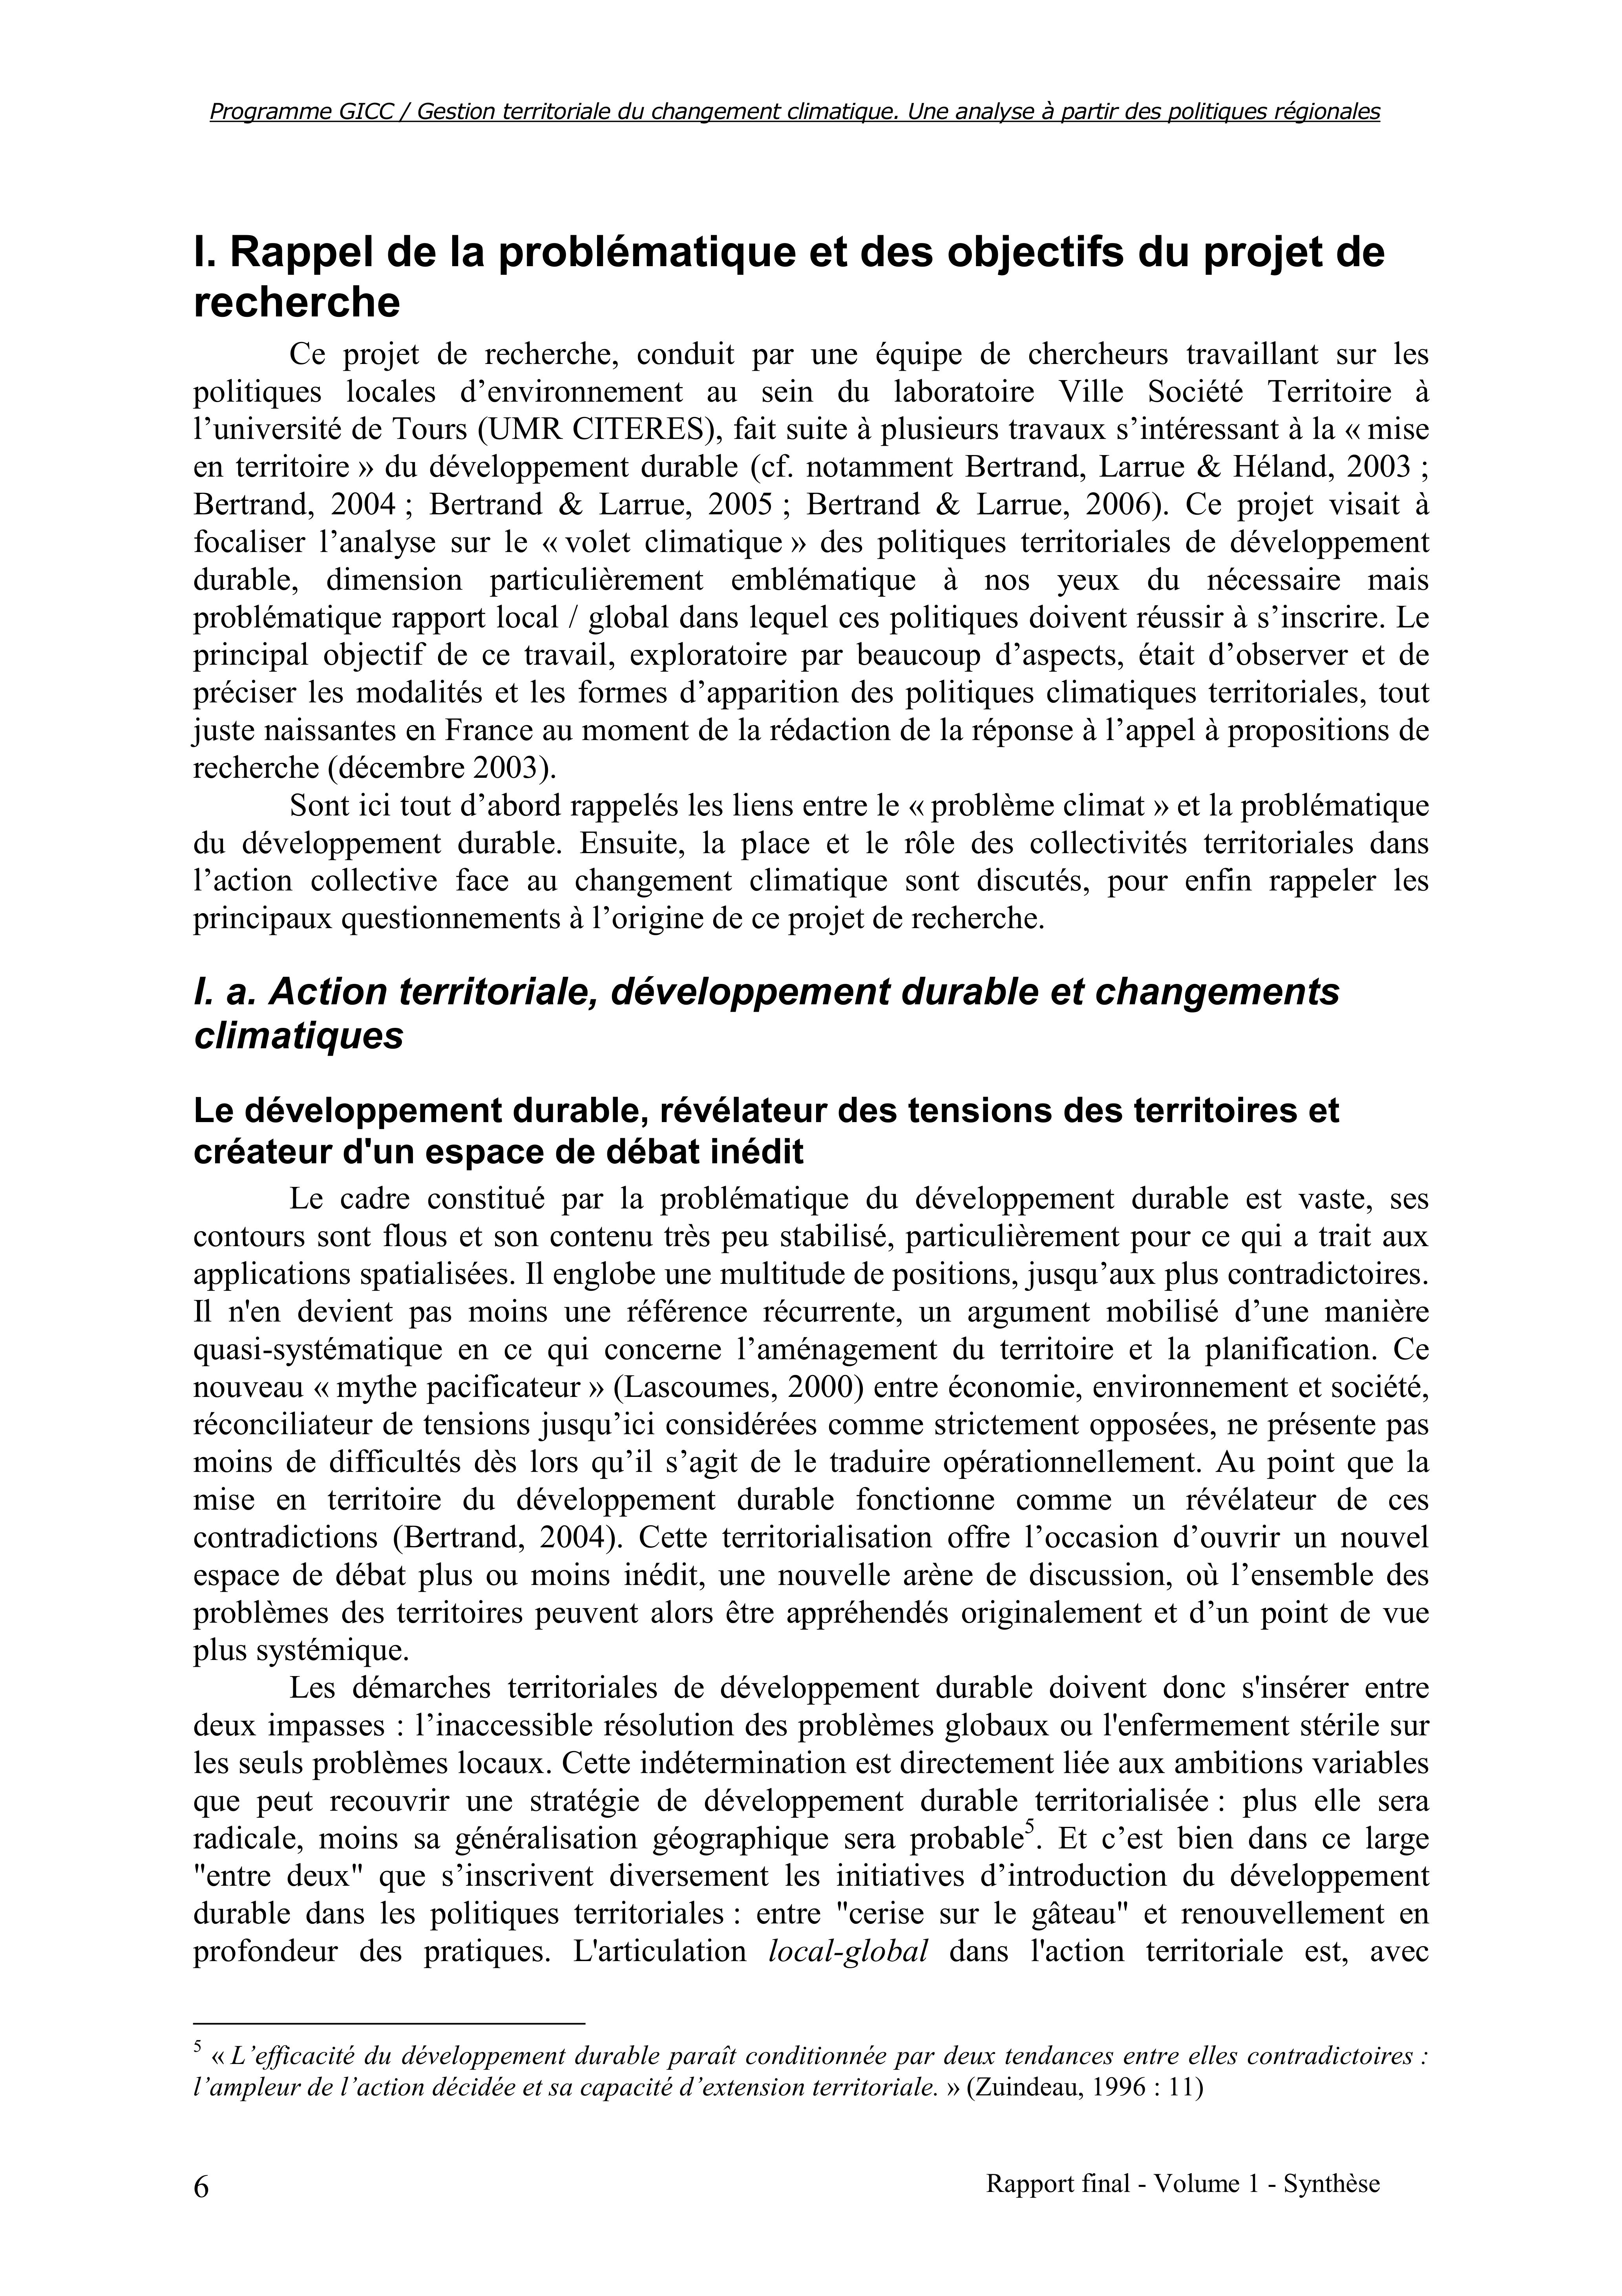 Programme GICC / Gestion territoriale du changement climatique. Une analyse à partir des politiques régionales
I. Rappel de la problématique et des objectifs du projet de
recherche
Ce projet de recherche, conduit par une équipe de chercheurs travaillant sur les
politiques locales d’environnement au sein du laboratoire Ville Société Territoire à
l’université de Tours (UMR CITERES), fait suite à plusieurs travaux s’intéressant à la « mise
en territoire » du développement durable (cf. notamment Bertrand, Larrue & Héland, 2003 ;
Bertrand, 2004 ; Bertrand & Larrue, 2005 ; Bertrand & Larrue, 2006). Ce projet visait à
focaliser l’analyse sur le « volet climatique » des politiques territoriales de développement
durable, dimension particulièrement emblématique à nos yeux du nécessaire mais
problématique rapport local / global dans lequel ces politiques doivent réussir à s’inscrire. Le
principal objectif de ce travail, exploratoire par beaucoup d’aspects, était d’observer et de
préciser les modalités et les formes d’apparition des politiques climatiques territoriales, tout
juste naissantes en France au moment de la rédaction de la réponse à l’appel à propositions de
recherche (décembre 2003).
Sont ici tout d’abord rappelés les liens entre le « problème climat » et la problématique
du développement durable. Ensuite, la place et le rôle des collectivités territoriales dans
l’action collective face au changement climatique sont discutés, pour enfin rappeler les
principaux questionnements à l’origine de ce projet de recherche.
I. a. Action territoriale, développement durable et changements
climatiques
Le développement durable, révélateur des tensions des territoires et
créateur d'un espace de débat inédit
Le cadre constitué par la problématique du développement durable est vaste, ses
contours sont flous et son contenu très peu stabilisé, particulièrement pour ce qui a trait aux
applications spatialisées. Il englobe une multitude de positions, jusqu’aux plus contradictoires.
Il n'en devient pas moins une référence récurrente, un argument mobilisé d’une manière
quasi-systématique en ce qui concerne l’aménagement du territoire et la planification. Ce
nouveau « mythe pacificateur » (Lascoumes, 2000) entre économie, environnement et société,
réconciliateur de tensions jusqu’ici considérées comme strictement opposées, ne présente pas
moins de difficultés dès lors qu’il s’agit de le traduire opérationnellement. Au point que la
mise en territoire du développement durable fonctionne comme un révélateur de ces
contradictions (Bertrand, 2004). Cette territorialisation offre l’occasion d’ouvrir un nouvel
espace de débat plus ou moins inédit, une nouvelle arène de discussion, où l’ensemble des
problèmes des territoires peuvent alors être appréhendés originalement et d’un point de vue
plus systémique.
Les démarches territoriales de développement durable doivent donc s'insérer entre
deux impasses : l’inaccessible résolution des problèmes globaux ou l'enfermement stérile sur
les seuls problèmes locaux. Cette indétermination est directement liée aux ambitions variables
que peut recouvrir une stratégie de développement durable territorialisée : plus elle sera
radicale, moins sa généralisation géographique sera probable5. Et c’est bien dans ce large
"entre deux" que s’inscrivent diversement les initiatives d’introduction du développement
durable dans les politiques territoriales : entre "cerise sur le gâteau" et renouvellement en
profondeur des pratiques. L'articulation local-global dans l'action territoriale est, avec
5 « L’efficacité du développement durable paraît conditionnée par deux tendances entre elles contradictoires :
l’ampleur de l’action décidée et sa capacité d’extension territoriale. » (Zuindeau, 1996 : 11)
6 Rapport final - Volume 1 - Synthèse